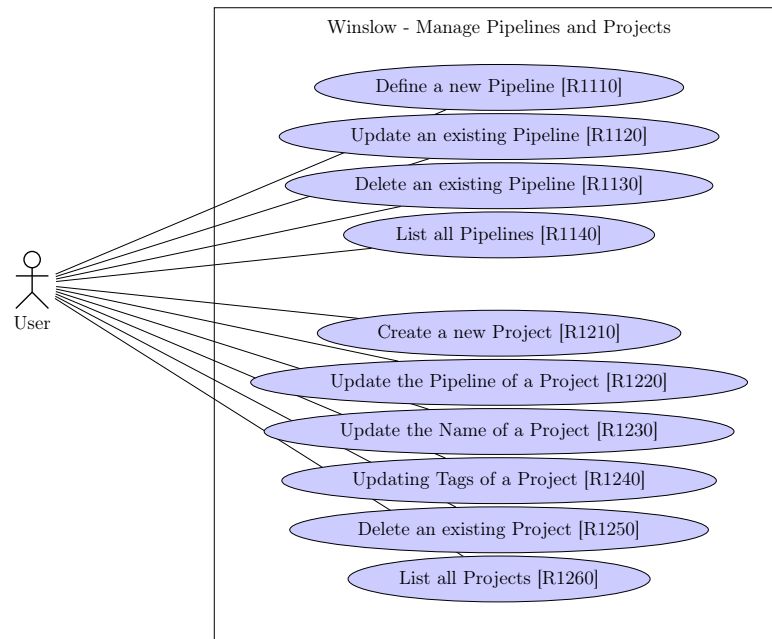 Winslow - Manage Pipelines and Projects
Define a new Pipeline [R1110]
Update an existing Pipeline [R1120]
Delete an existing Pipeline [R1130]
List all Pipelines [R1140]
User
Create a new Project [R1210]
Update the Pipeline of a Project [R1220]
Update the Name of a Project [R1230]
Updating Tags of a Project [R1240]
Delete an existing Project [R1250]
List all Projects [R1260]